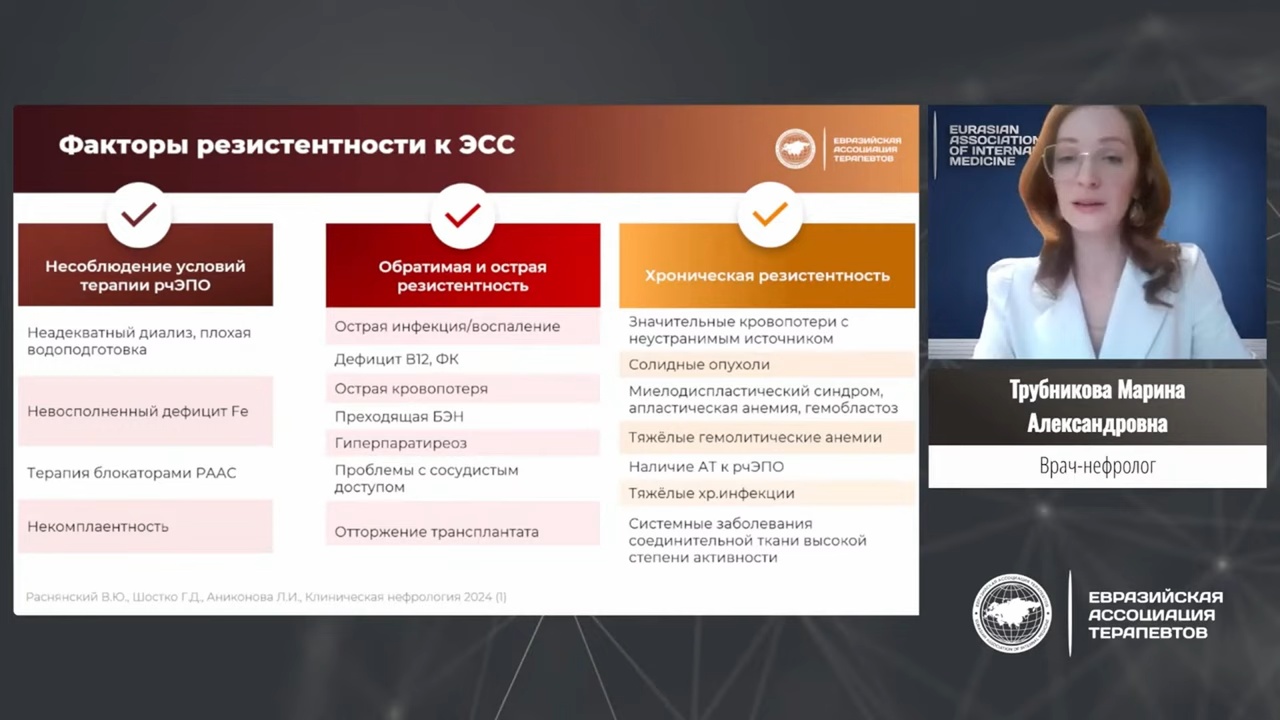 Факторы резистентности к ЭСС
ЕВРАЗИЙСКАЯ
АССОЦИАЦИЯ
ТЕРАПЕВТОВ
Несоблюдение условий
терапии рчЭПО
Неадекватный диализ, плохая
водоподготовка
Невосполненный дефицит Fe
Терапия блокаторами РААС
Некомплаентность
Обратимая и острая
резистентность
Острая инфекция/воспаление
Дефицит В12, ФК
Острая кровопотеря
Преходящая БЭН
Гиперпаратиреоз
Проблемы с сосудистым
доступом
Отторжение трансплантата
Хроническая резистентность
Значительные кровопотери с
неустранимым источником
Солидные опухоли
Миелодиспластический синдром,
апластическая анемия, гемобластоз
Тяжёлые гемолитические анемии
Наличие АТ к рчЭПО
Тяжёлые хр.инфекции
Системные заболевания
соединительной ткани высокой
степени активности
Раснянский В.Ю., Шостко Г.Д., Аниконова Л.И., Клиническая нефрология 2024 (1)
EURASIAN
ASSOCIATION
OF INTERNA
MEDICINE
Трубникова Марина
Александровна
Врач-нефролог
ЕВРАЗИЙСКАЯ
АССОЦИАЦИЯ
ТЕРАПЕВТОВ